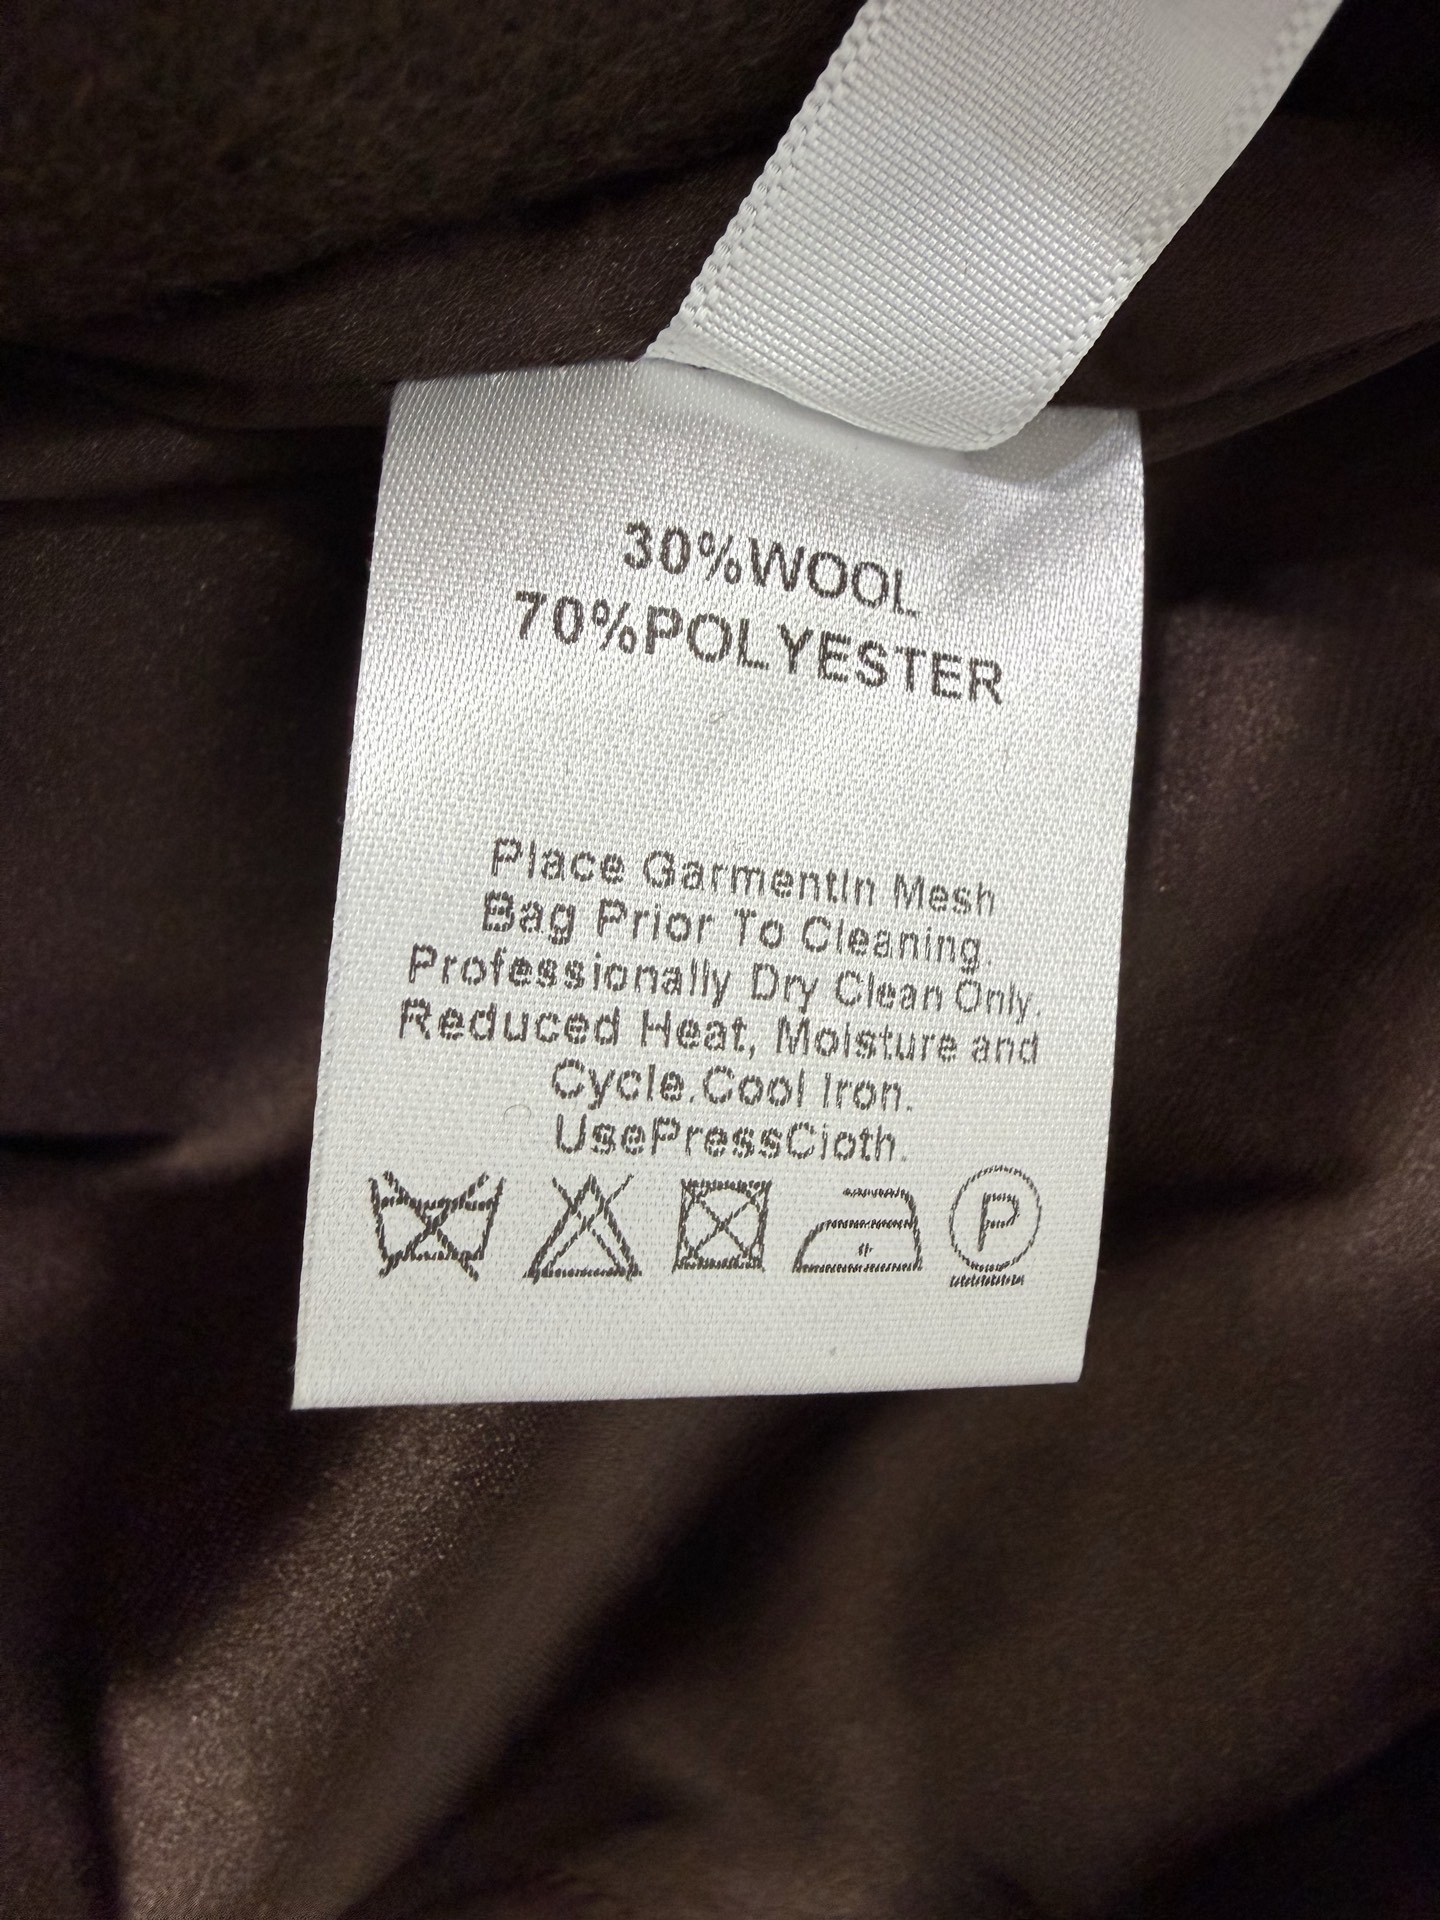 30%WOOL
70%POLYESTER
Place GarmentIn Mesh
Bag Prior To Cleaning.
Professionally Dry Clean Only.
Reduced Heat, Moisture and
Cycle.Cool Iron.
UsePressCloth.
P